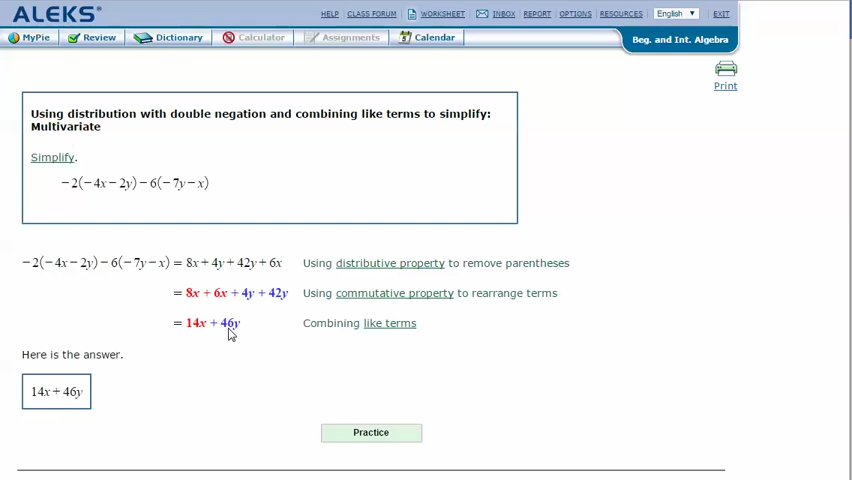 ALEKS®
HELP CLASS FORUM WORKSHEET INBOX REPORT OPTIONS RESOURCES English EXIT
MyPie Review Dictionary Calculator Assignments 5 Calendar
Beg. and Int. Algebra
Print
Using distribution with double negation and combining like terms to simplify:
Multivariate
Simplify.
−2(−4x−2y)−6(−7y−x)
−2(−4x−2y)−6(−7y−x) = 8x+4y+42y+6x Using distributive property to remove parentheses
= 8x + 6x + 4y + 42y Using commutative property to rearrange terms
= 14x + 46y Combining like terms
Here is the answer.
14x+46y
Practice